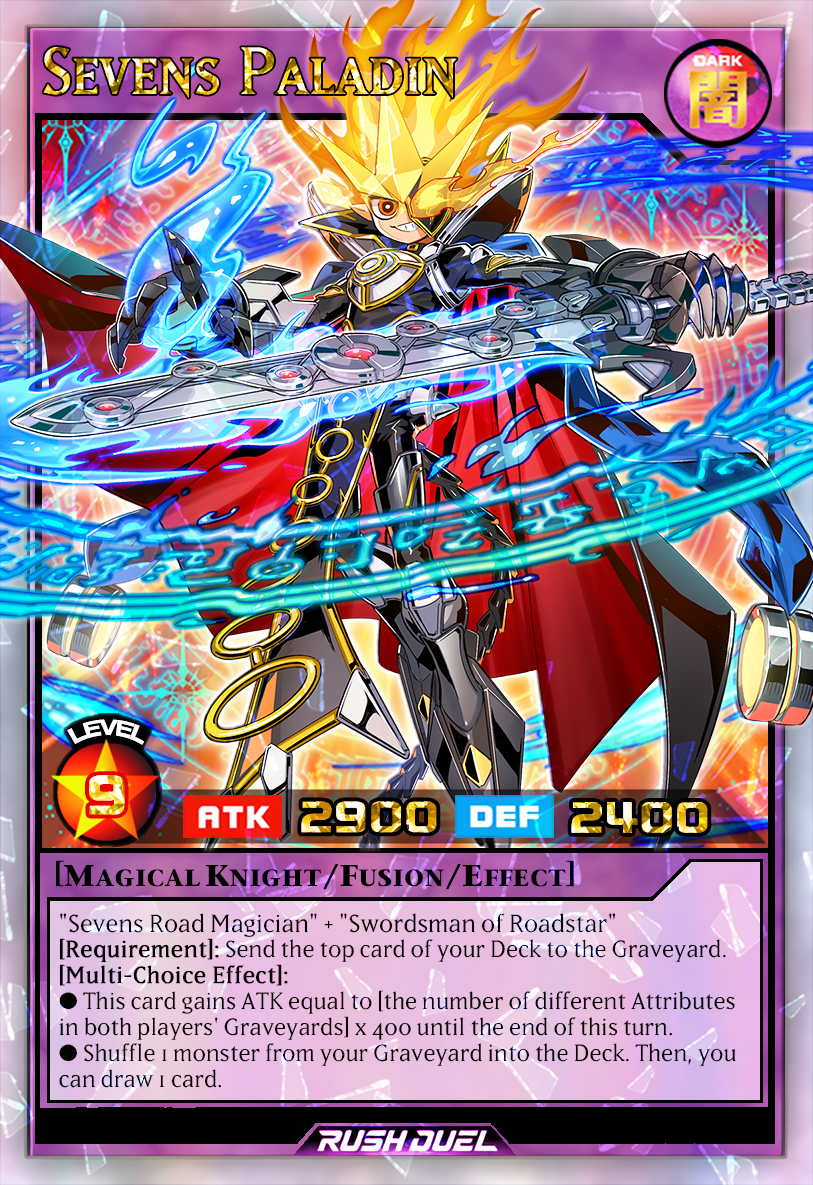 Sevens Paladin
DARK
闇
LEVEL
9
ATK 2900 DEF 2400
[Magical Knight/Fusion/Effect]
"Sevens Road Magician" + "Swordsman of Roadstar"
[Requirement]: Send the top card of your Deck to the Graveyard.
[Multi-Choice Effect]:
● This card gains ATK equal to [the number of different Attributes
in both players' Graveyards] x 400 until the end of this turn.
● Shuffle 1 monster from your Graveyard into the Deck. Then, you
can draw 1 card.
RUSH DUEL